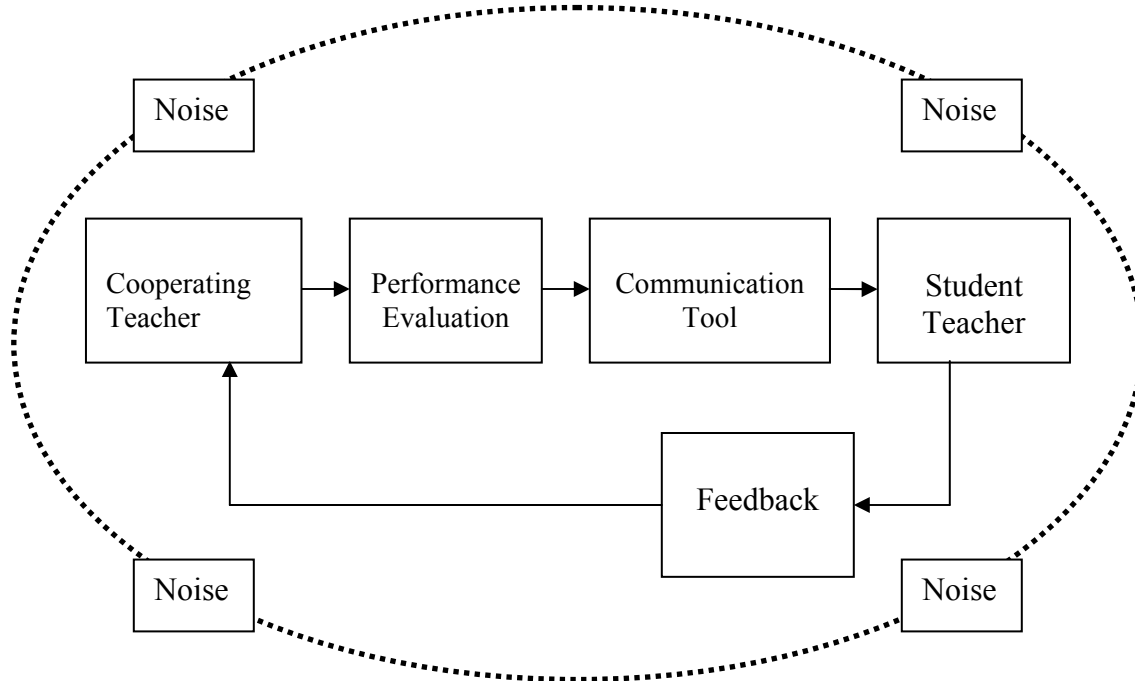 Noise
Noise
Cooperating
Teacher
Performance
Evaluation
Communication
Tool
Student
Teacher
Feedback
Noise
Noise